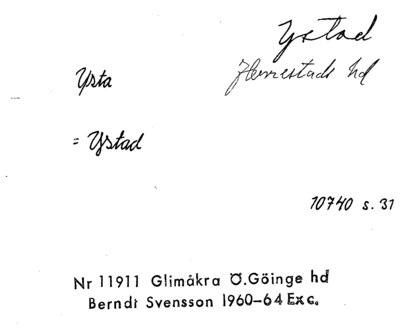 Ystad
Herrestads hd
Ysta
= Ystad
10740 s. 31
Nr 11911 Glimåkra Ö.Göinge hd
Berndt Svensson 1960-64 Exc.